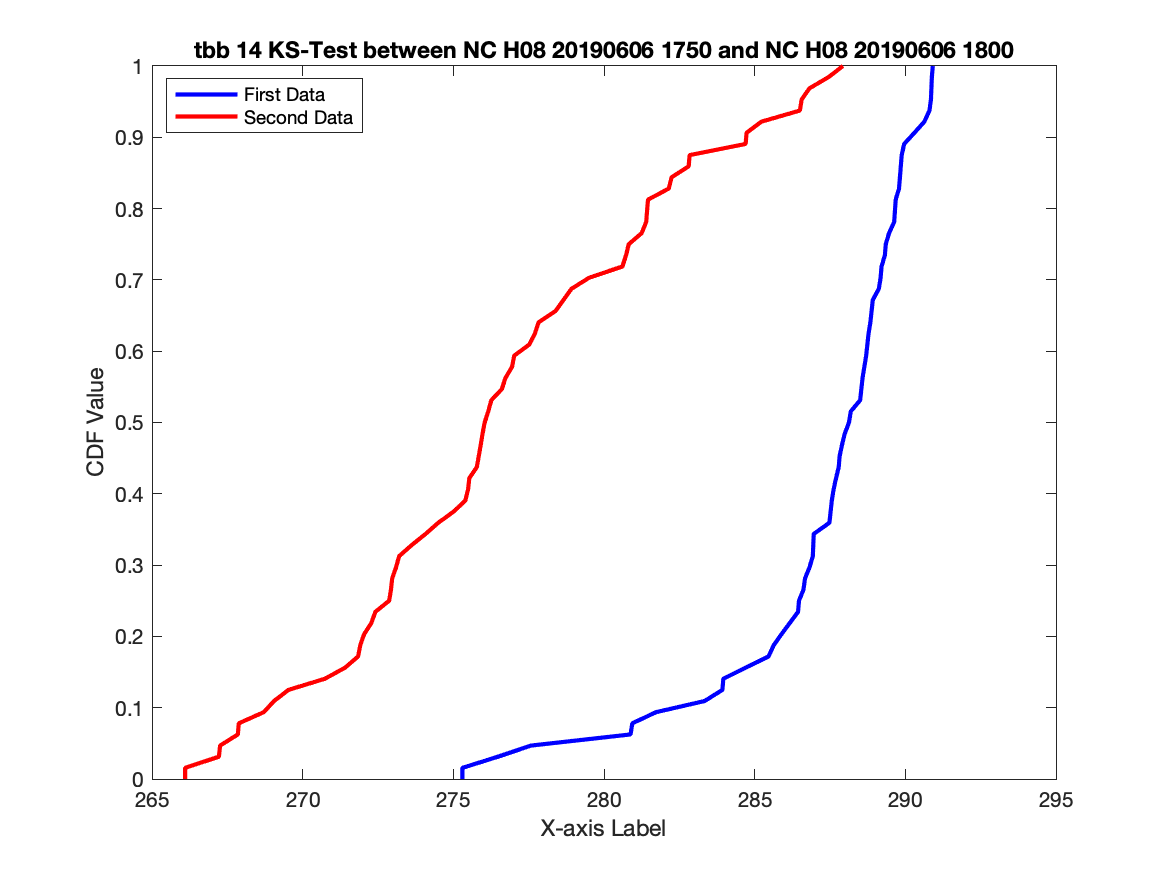 tbb 14 KS-Test between NC H08 20190606 1750 and NC H08 20190606 1800
First Data
Second Data
1
0.9
0.8
0.7
0.6
0.5
0.4
0.3
0.2
0.1
0
CDF Value
265 270 275 280 285 290 295
X-axis Label